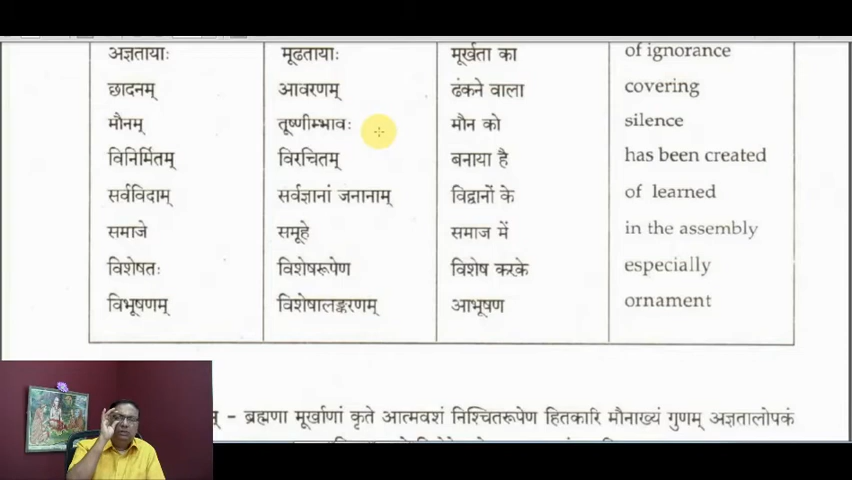 अज्ञतायाः मूढतायाः मूर्खता का of ignorance
छादनम् आवरणम् ढंकने वाला covering
मौनम् तूष्णीम्भावः मौन को silence
विनिर्मितम् विरचितम् बनाया है has been created
सर्वविदाम् सर्वज्ञानां जनानाम् विद्वानों के of learned
समाजे समूहे समाज में in the assembly
विशेषतः विशेषरूपेण विशेष करके especially
विभूषणम् विशेषालङ्करणम् आभूषण ornament
– ब्रह्मणा मूर्खाणां कृते आत्मवशं निश्चितरूपेण हितकारि मौनाख्यं गुणम् अज्ञतालोपकं